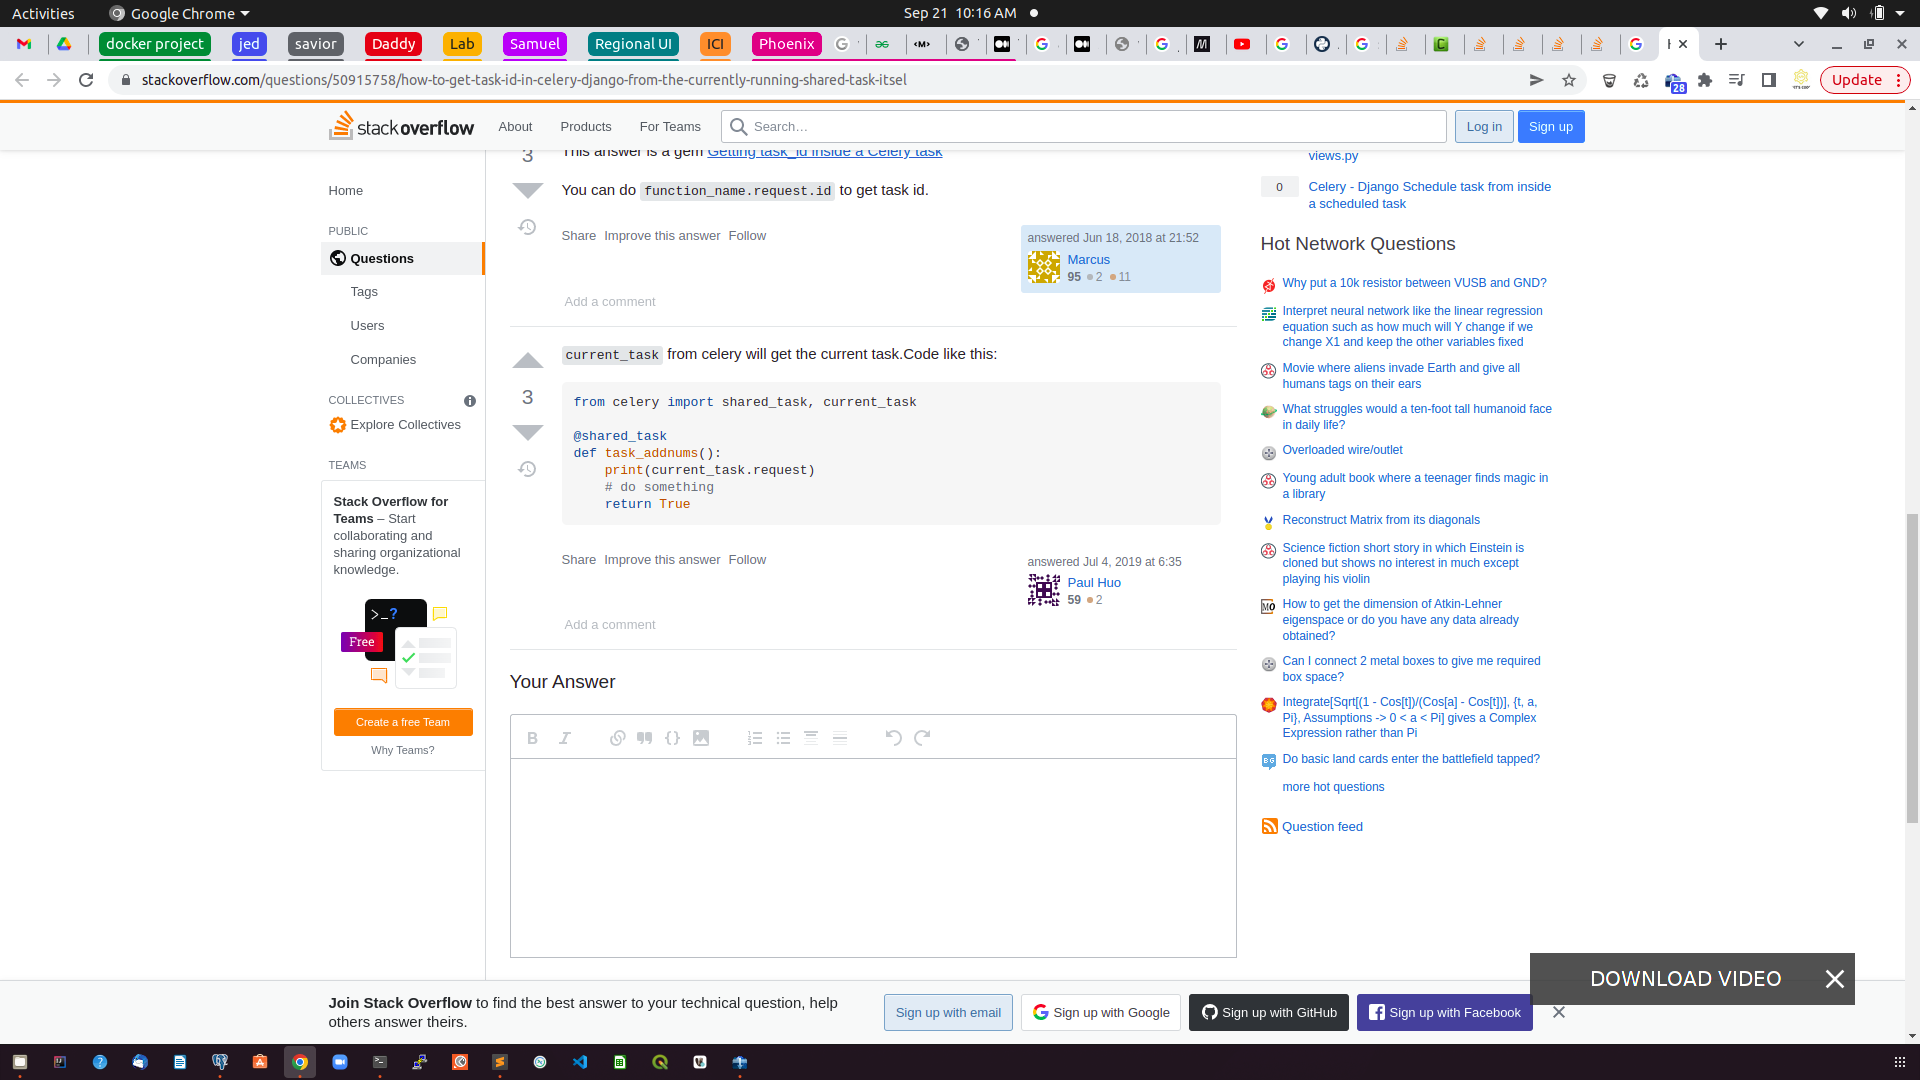 Activities
Google Chrome
Sep 21 10:16 AM
docker project
jed
savior
Daddy
Lab
Samuel
Regional UI
ICI
Phoenix
stackoverflow.com/questions/50915758/how-to-get-task-id-in-celery-django-from-the-currently-running-shared-task-itsel
28
Update
stackoverflow
About
Products
For Teams
Search…
Log in
Sign up
Home
PUBLIC
Questions
Tags
Users
Companies
COLLECTIVES
Explore Collectives
TEAMS
Stack Overflow for
Teams – Start
collaborating and
sharing organizational
knowledge.
>_?
Free
Create a free Team
Why Teams?
3
This answer is a gem Getting task_id inside a Celery task
You can do function_name.request.id to get task id.
Share Improve this answer Follow
answered Jun 18, 2018 at 21:52
Marcus
95 2 11
Add a comment
3
current_task from celery will get the current task.Code like this:
from celery import shared_task, current_task
@shared_task
def task_addnums():
print(current_task.request)
# do something
return True
Share Improve this answer Follow
answered Jul 4, 2019 at 6:35
Paul Huo
59 2
Add a comment
Your Answer
views.py
0
Celery - Django Schedule task from inside
a scheduled task
Hot Network Questions
Why put a 10k resistor between VUSB and GND?
Interpret neural network like the linear regression
equation such as how much will Y change if we
change X1 and keep the other variables fixed
Movie where aliens invade Earth and give all
humans tags on their ears
What struggles would a ten-foot tall humanoid face
in daily life?
Overloaded wire/outlet
Young adult book where a teenager finds magic in
a library
Reconstruct Matrix from its diagonals
Science fiction short story in which Einstein is
cloned but shows no interest in much except
playing his violin
How to get the dimension of Atkin-Lehner
eigenspace or do you have any data already
obtained?
Can I connect 2 metal boxes to give me required
box space?
Integrate[Sqrt[(1 - Cos[t])/(Cos[a] - Cos[t])], {t, a,
Pi}, Assumptions -> 0 < a < Pi] gives a Complex
Expression rather than Pi
Do basic land cards enter the battlefield tapped?
more hot questions
Question feed
DOWNLOAD VIDEO
Join Stack Overflow to find the best answer to your technical question, help
others answer theirs.
Sign up with email
Sign up with Google
Sign up with GitHub
Sign up with Facebook